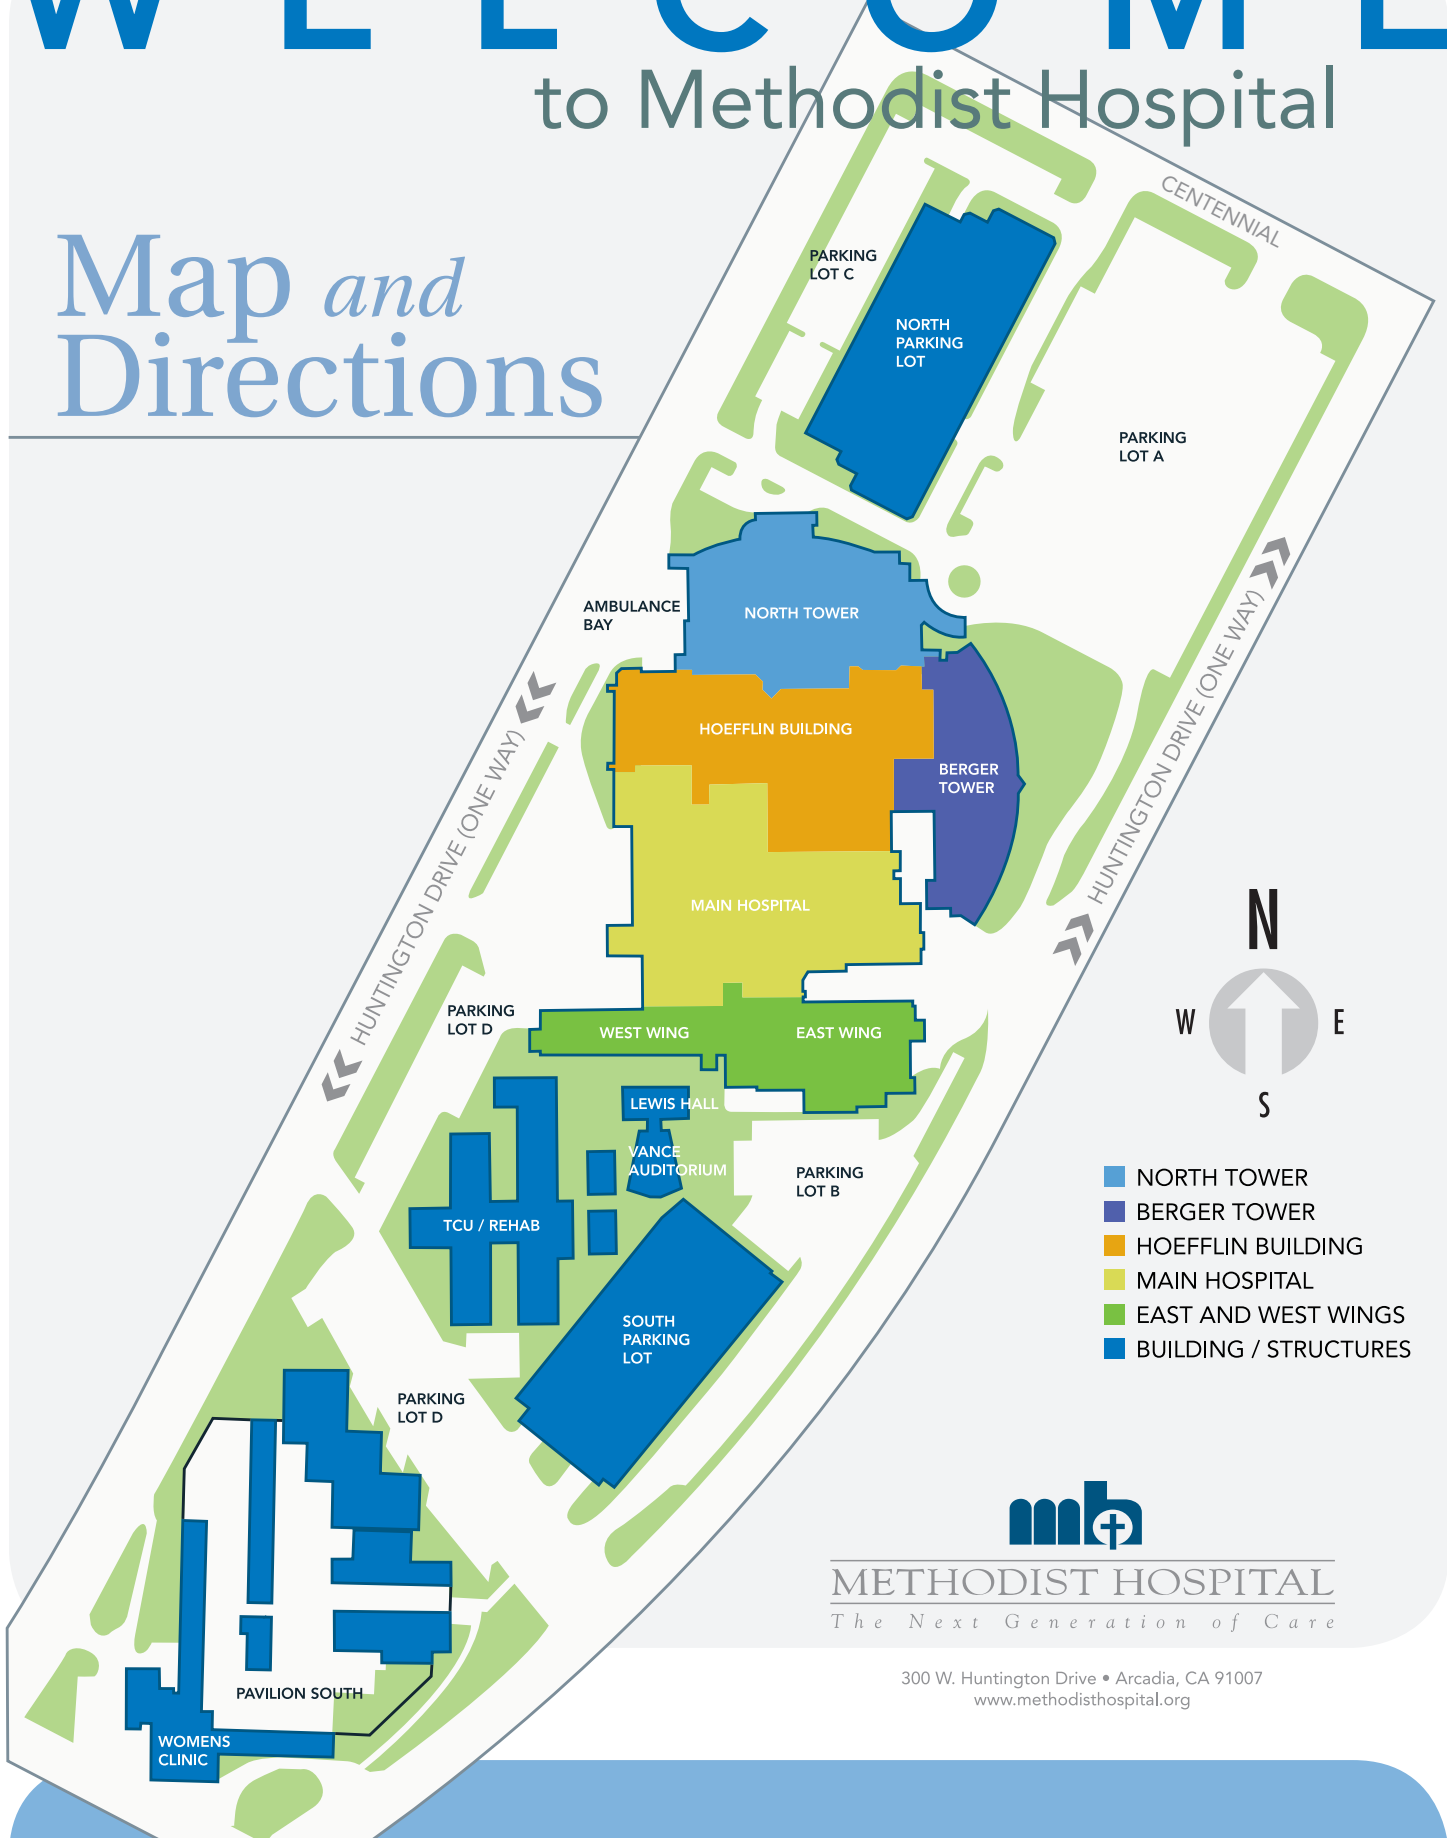 WELCOME
to Methodist Hospital
Map and
Directions
CENTENNIAL
PARKING
LOT C
NORTH
PARKING
LOT
PARKING
LOT A
AMBULANCE
BAY
NORTH TOWER
HUNTINGTON DRIVE (ONE WAY)
HUNTINGTON DRIVE (ONE WAY)
HOEFFLIN BUILDING
BERGER
TOWER
MAIN HOSPITAL
PARKING
LOT D
WEST WING
EAST WING
LEWIS HALL
VANCE
AUDITORIUM
PARKING
LOT B
TCU / REHAB
SOUTH
PARKING
LOT
PARKING
LOT D
PAVILION SOUTH
WOMENS
CLINIC
N
W
E
S
NORTH TOWER
BERGER TOWER
HOEFFLIN BUILDING
MAIN HOSPITAL
EAST AND WEST WINGS
BUILDING / STRUCTURES
mh
METHODIST HOSPITAL
The Next Generation of Care
300 W. Huntington Drive • Arcadia, CA 91007
www.methodisthospital.org